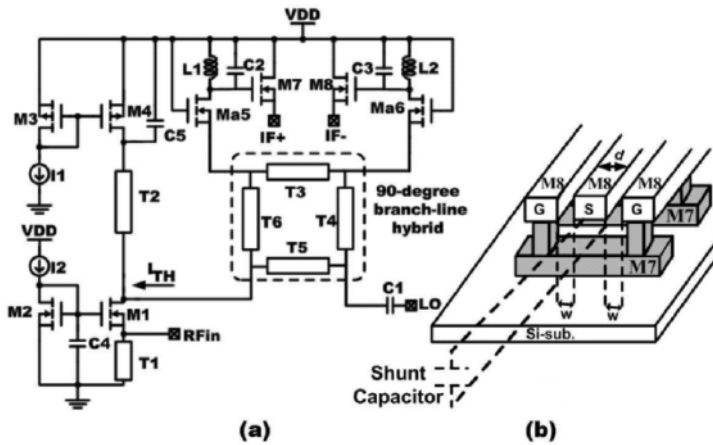 VDD
L1
C2
M7
M8
C3
L2
M3
M4
C5
Ma5
IF+
IF-
Ma6
I1
T2
T3
T6
T4
T5
90-degree
branch-line
hybrid
VDD
I2
I_TH
C1
LO
M2
M1
C4
RFin
T1
(a)
d
M8
M8
M8
G
S
G
M7
M7
w
w
Si-sub.
Shunt
Capacitor
(b)